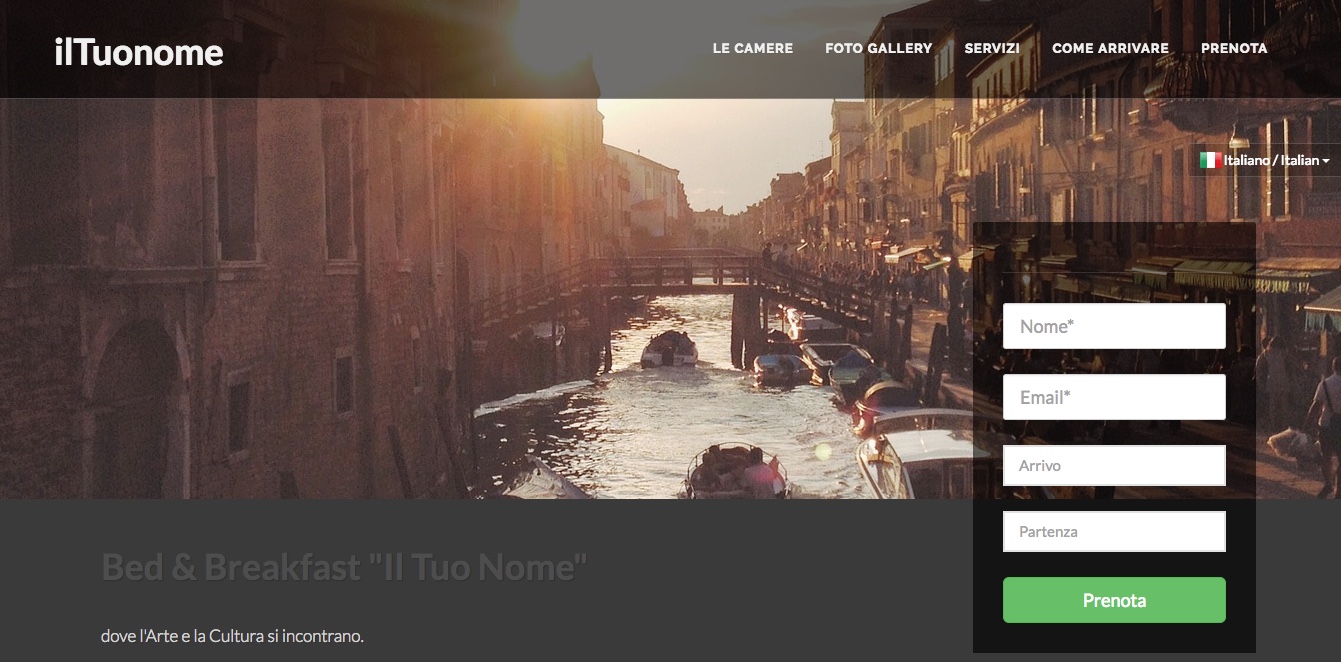 ilTuonome
LE CAMERE FOTO GALLERY SERVIZI COME ARRIVARE PRENOTA
Italiano / Italian
Nome*
Email*
Arrivo
Partenza
Prenota
Bed & Breakfast "Il Tuo Nome"
dove l'Arte e la Cultura si incontrano.